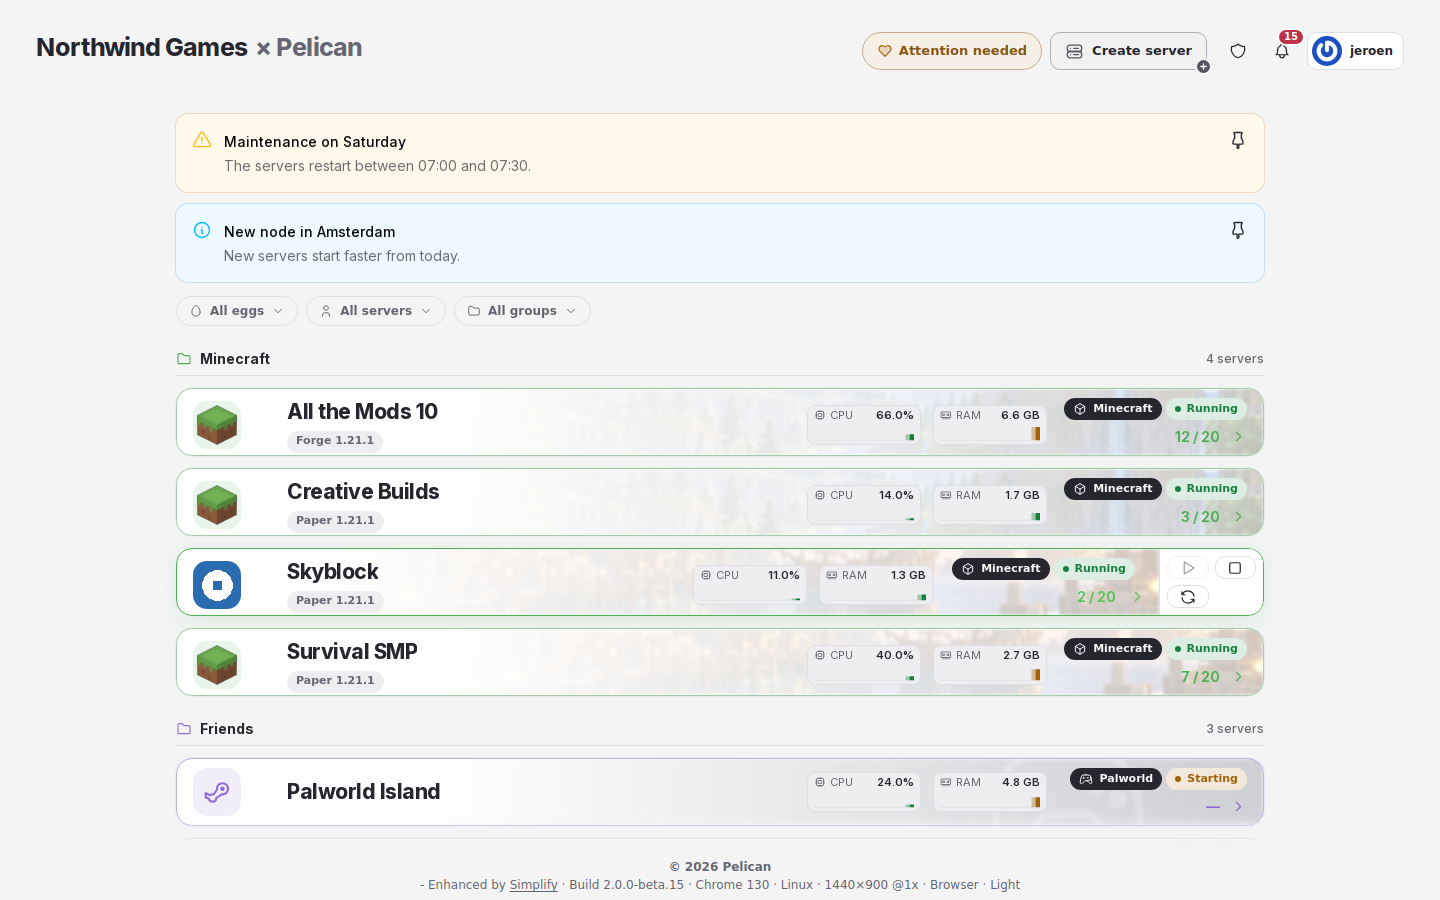 Northwind Games × Pelican
Attention needed
Create server
15
jeroen
Maintenance on Saturday
The servers restart between 07:00 and 07:30.
New node in Amsterdam
New servers start faster from today.
All eggs
All servers
All groups
Minecraft
4 servers
All the Mods 10
Forge 1.21.1
CPU 66.0%
RAM 6.6 GB
Minecraft
Running
12 / 20
Creative Builds
Paper 1.21.1
CPU 14.0%
RAM 1.7 GB
Minecraft
Running
3 / 20
Skyblock
Paper 1.21.1
CPU 11.0%
RAM 1.3 GB
Minecraft
Running
2 / 20
Survival SMP
Paper 1.21.1
CPU 40.0%
RAM 2.7 GB
Minecraft
Running
7 / 20
Friends
3 servers
Palworld Island
CPU 24.0%
RAM 4.8 GB
Palworld
Starting
—
© 2026 Pelican
- Enhanced by Simplify · Build 2.0.0-beta.15 · Chrome 130 · Linux · 1440×900 @1x · Browser · Light